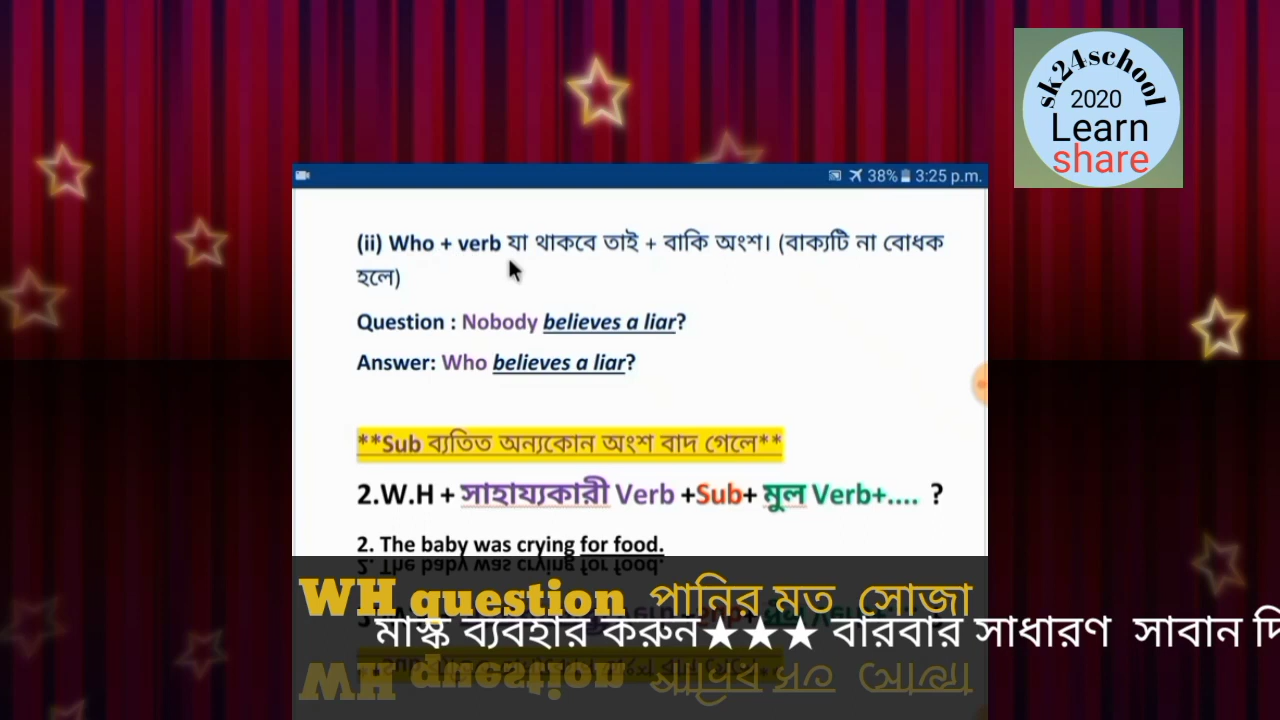 sk24school
2020
Learn
share
38% 3:25 p.m.
(ii) Who + verb যা থাকবে তাই + বাকি অংশ। (বাক্যটি না বোধক
হলে)
Question : Nobody believes a liar?
Answer: Who believes a liar?
**Sub ব্যতিত অন্যকোন অংশ বাদ গেলে**
2.W.H + সাহায্যকারী Verb +Sub+ মুল Verb+.... ?
2. The baby was crying for food.
WH question পানির মত সোজা
মাস্ক ব্যবহার করুন★★★ বারবার সাধারণ সাবান দি